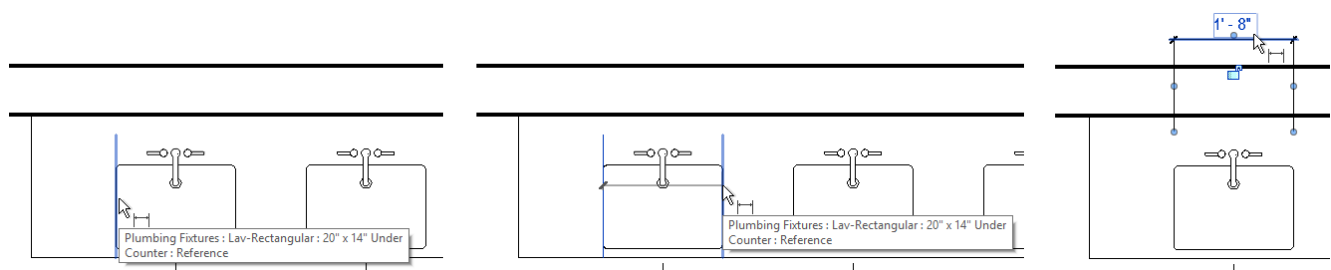 1' - 8"
Plumbing Fixtures : Lav-Rectangular : 20" x 14" Under
Counter : Reference
Plumbing Fixtures : Lav-Rectangular : 20" x 14" Under
Counter : Reference